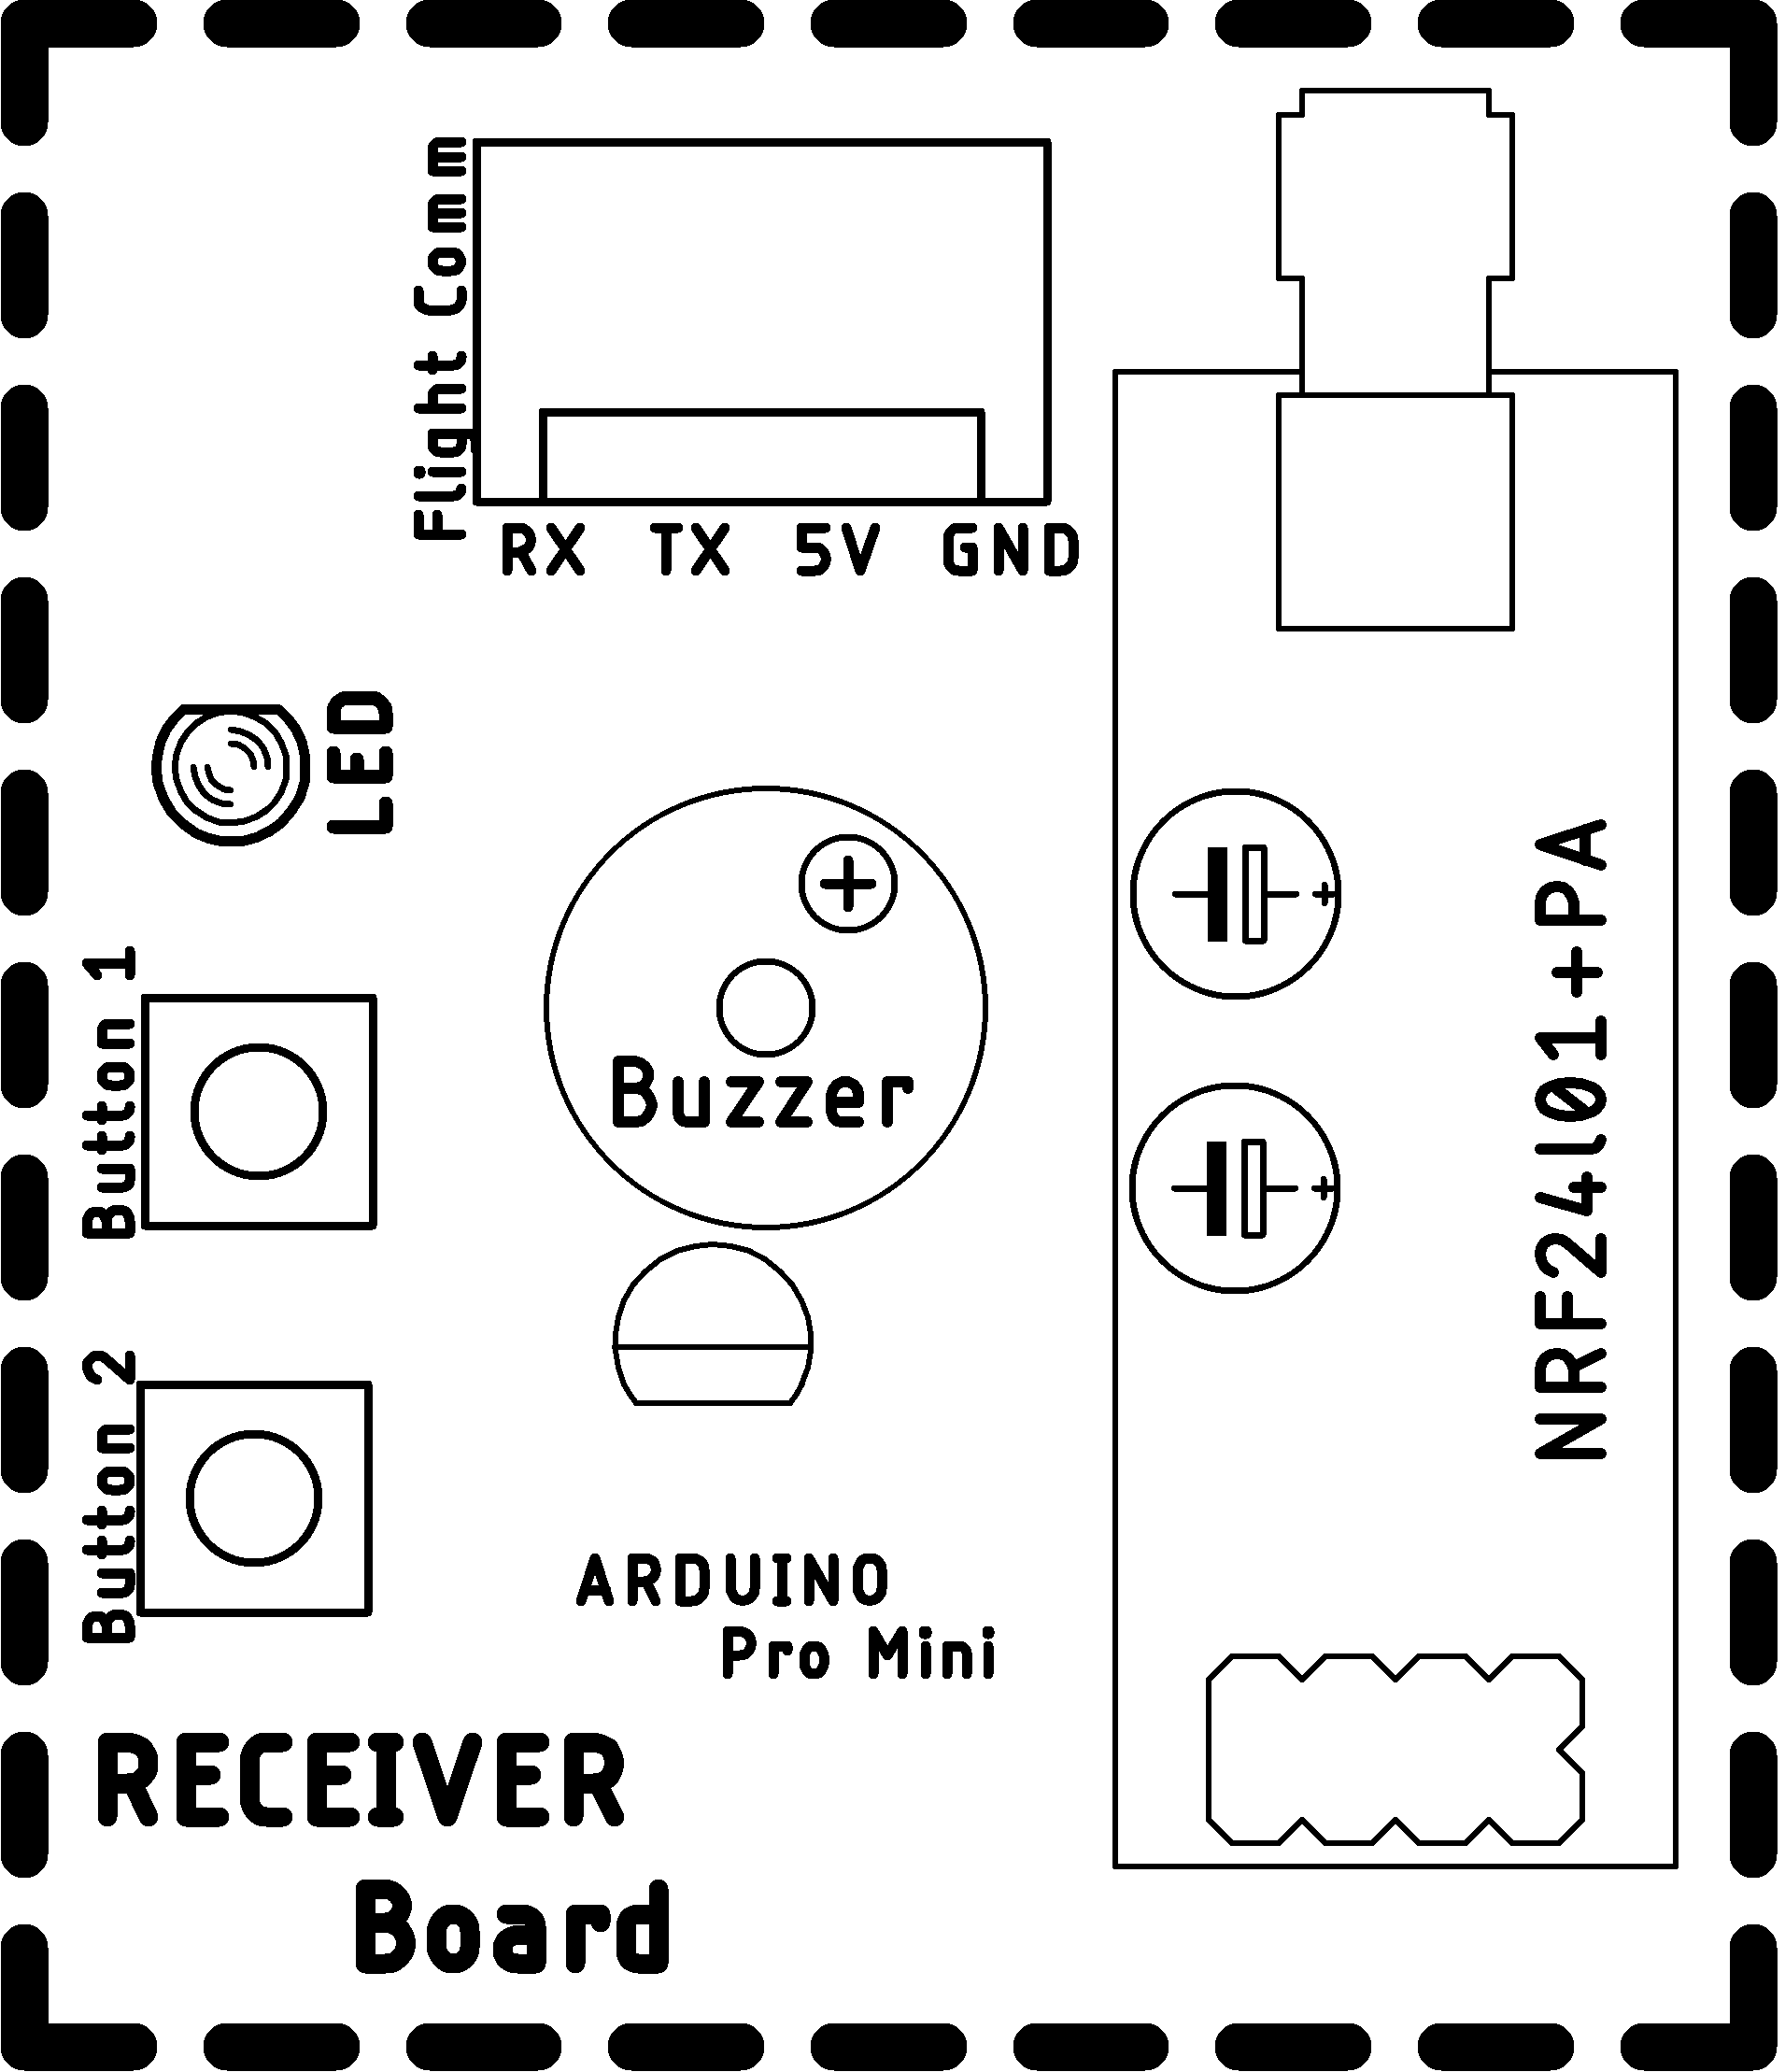 Flight Comm
RX TX 5V GND
LED
+
Button 1
Buzzer
+
+
NRF24l01+PA
Button 2
ARDUINO
Pro Mini
RECEIVER
Board